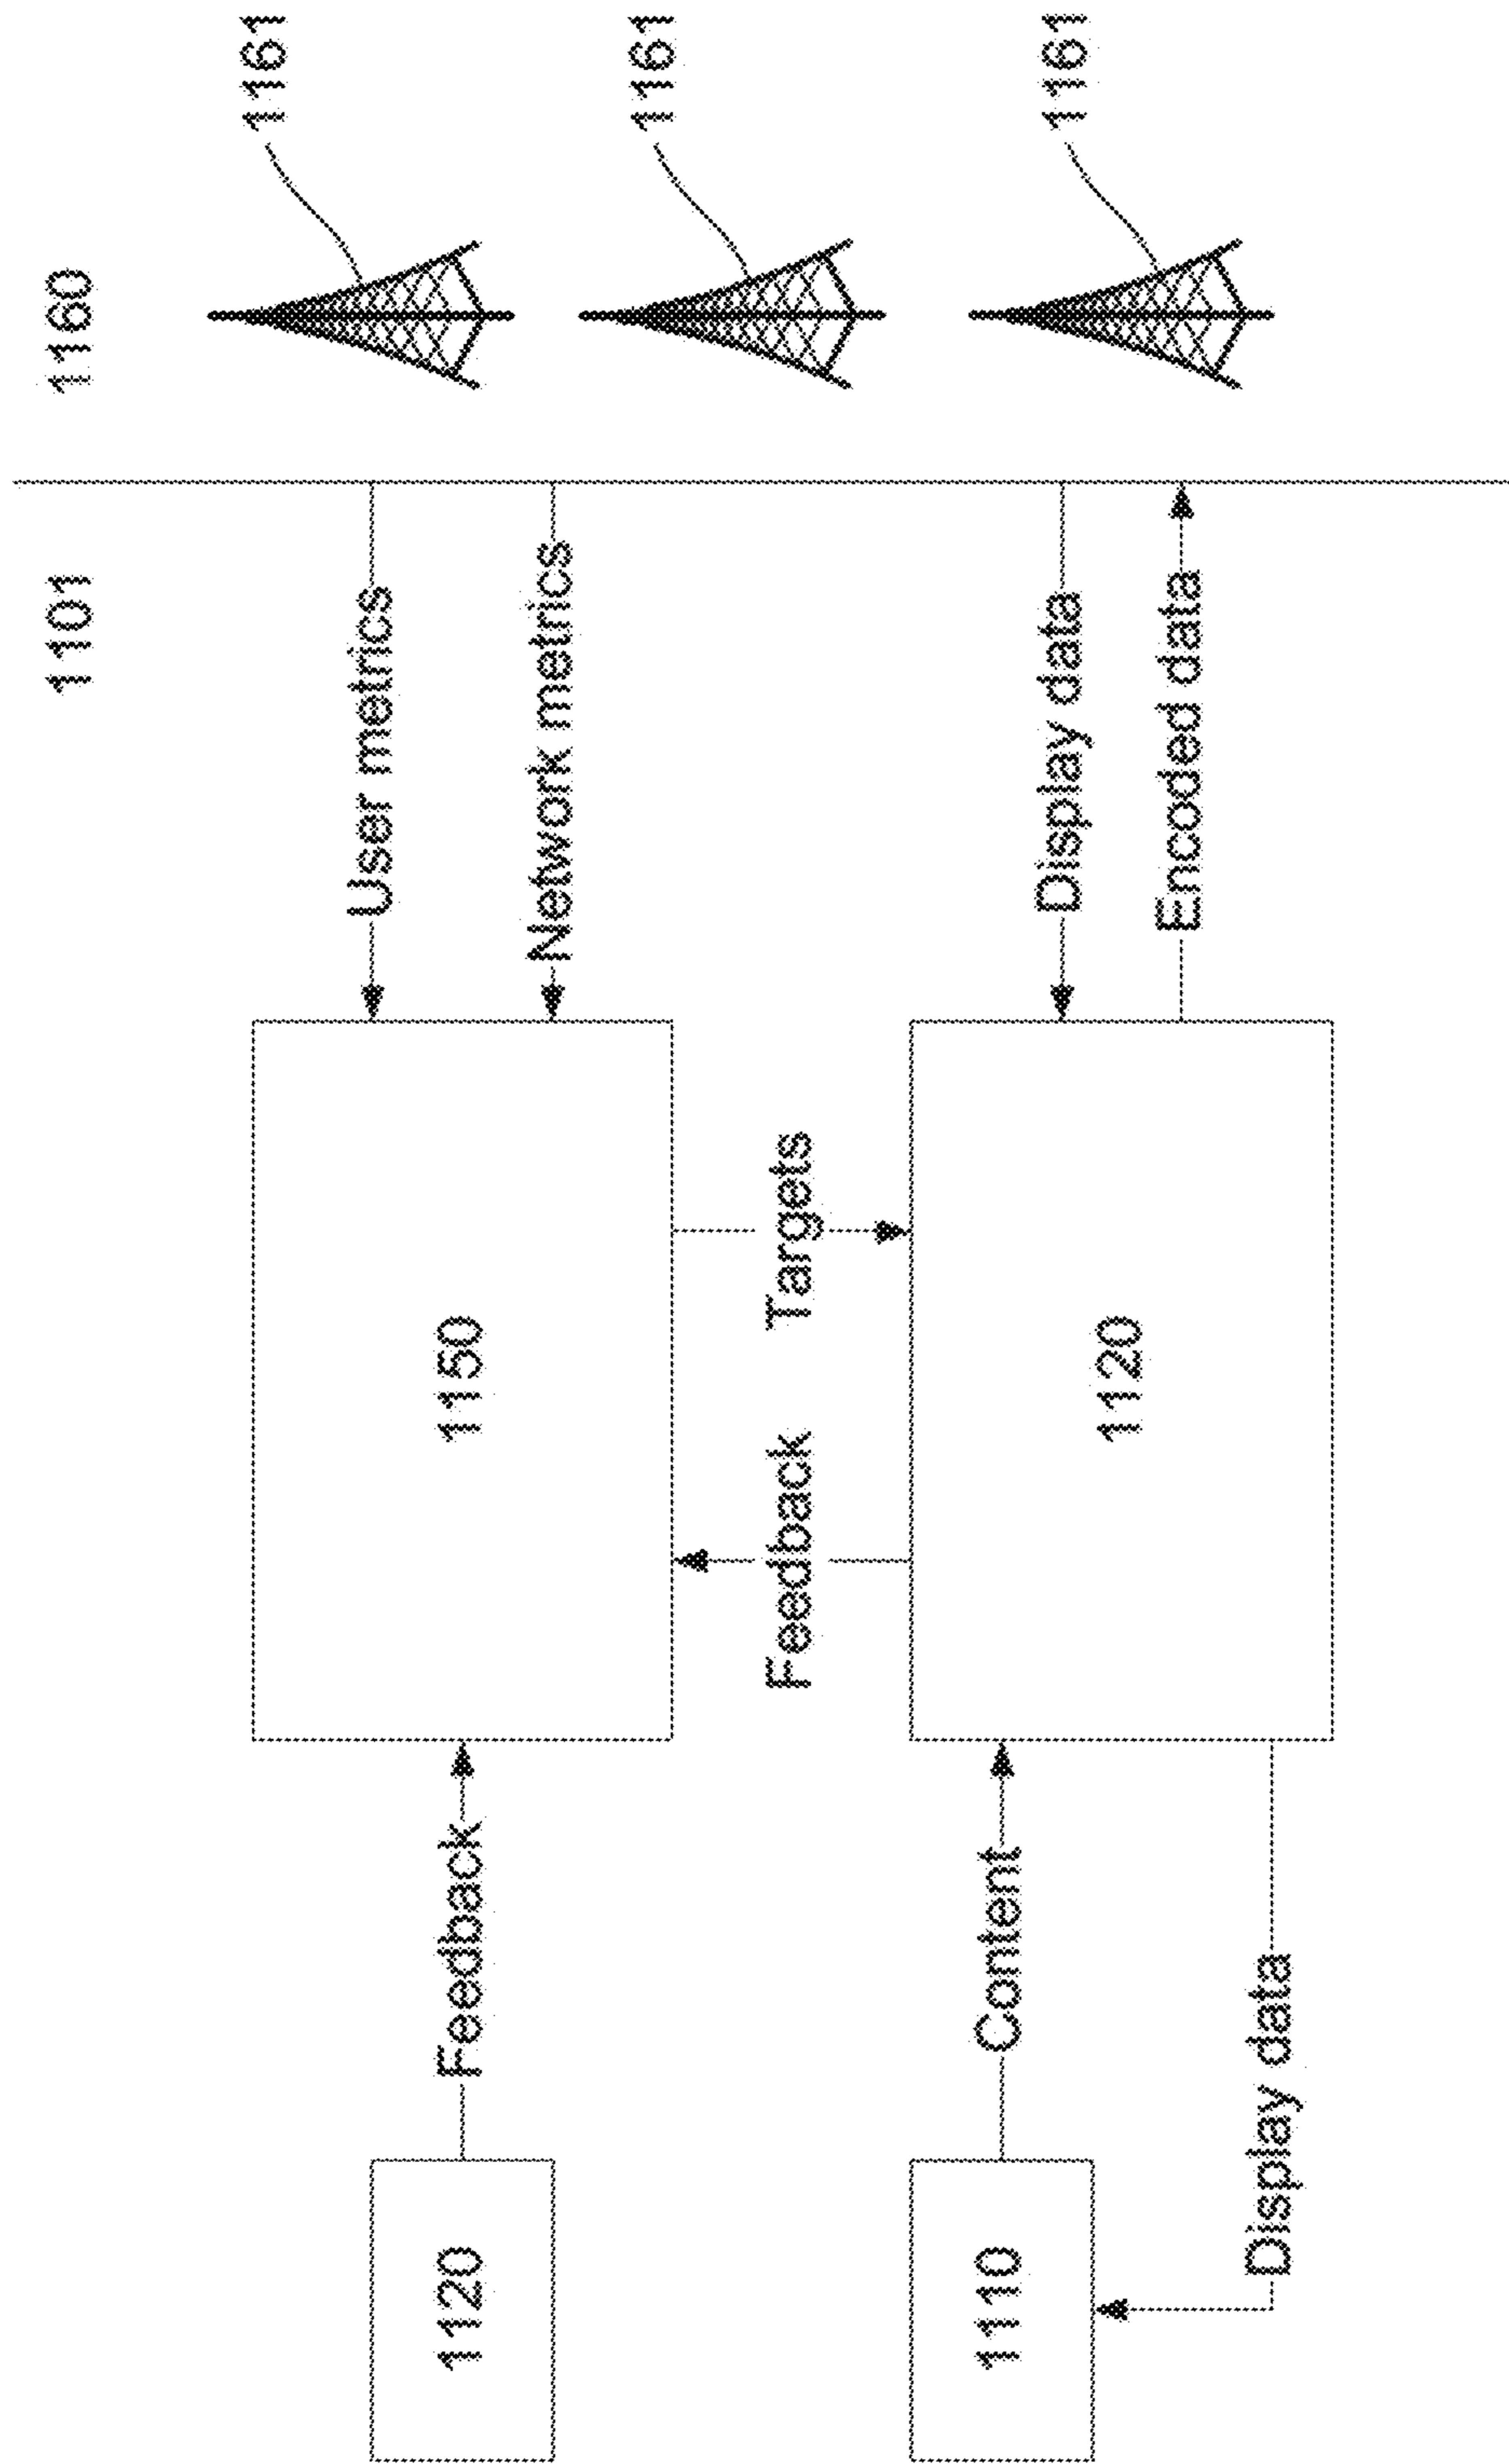 1160
1161
1161
1161
1101
User metrics
Network metrics
Display data
Encoded data
1150
Targets
Feedback
1120
Feedback
Content
Display data
1120
1110